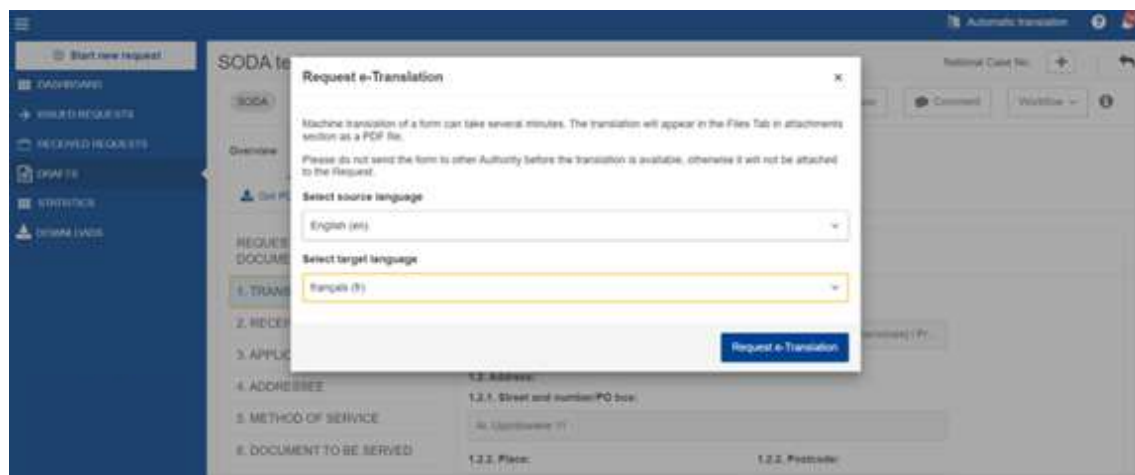 Automatic translation
Start new request
SODA te
National Case No.
DASHBOARD
SODA
Comment
Workflow
ISSUED REQUESTS
RECEIVED REQUESTS
Overview
DRAFTS
STATISTICS
DOWNLOADS
Request e-Translation
Machine translation of a form can take several minutes. The translation will appear in the Files Tab in attachments
section as a PDF file.
Please do not send the form to other Authority before the translation is available, otherwise it will not be attached
to the Request.
Select source language
English (en)
Select target language
français (fr)
Request e-Translation
REQUES
DOCUME
1. TRANS
2. RECEI
3. APPLIC
4. ADDRESSEE
5. METHOD OF SERVICE
6. DOCUMENT TO BE SERVED
1.2. Address:
1.2.1. Street and number/PO box:
1.2.2. Place:
1.2.3. Postcode: